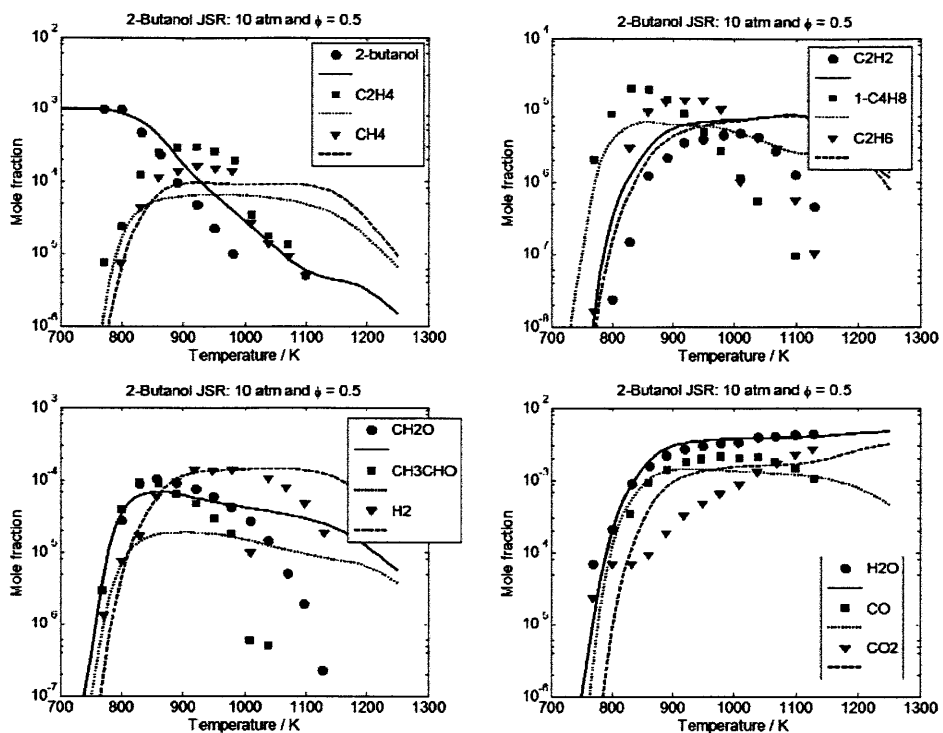 2-Butanol JSR: 10 atm and ϕ = 0.5
10^2
10^3
10^4
10^5
10^6
Mole fraction
2-butanol
C2H4
CH4
700 800 900 1000 1100 1200 1300
Temperature / K
2-Butanol JSR: 10 atm and ϕ = 0.5
10^4
10^5
10^6
10^7
10^8
Mole fraction
C2H2
1-C4H8
C2H6
700 800 900 1000 1100 1200 1300
Temperature / K
2-Butanol JSR: 10 atm and ϕ = 0.5
10^3
10^-4
10^5
10^6
10^-7
Mole fraction
CH2O
CH3CHO
H2
700 800 900 1000 1100 1200 1300
Temperature / K
2-Butanol JSR: 10 atm and ϕ = 0.5
10^-2
10^3
10^4
10^5
Mole fraction
H2O
CO
CO2
700 800 900 1000 1100 1200 1300
Temperature / K